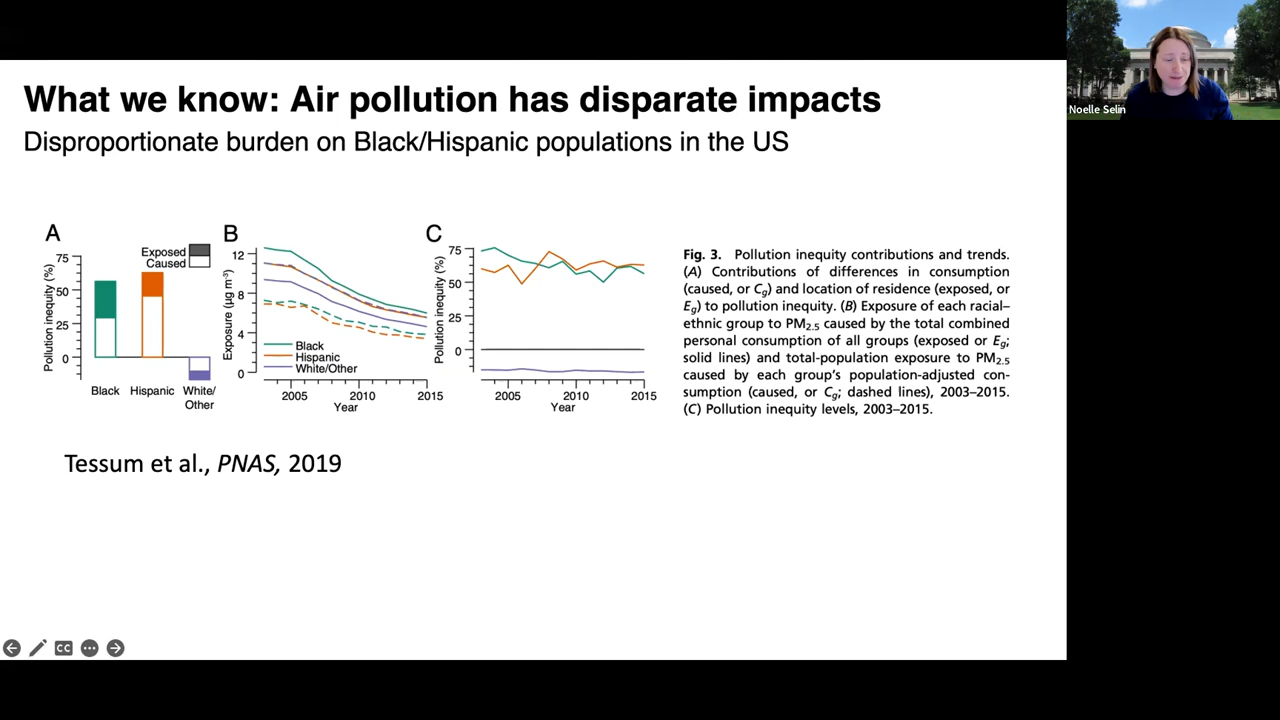 What we know: Air pollution has disparate impacts
Disproportionate burden on Black/Hispanic populations in the US
Noelle Selin
A
Pollution inequity (%)
75
50
25
0
Exposed
Caused
Black
Hispanic
White/
Other
B
Exposure (μg m⁻³)
12
8
4
0
Black
Hispanic
White/Other
2005
2010
2015
Year
C
Pollution inequity (%)
75
50
25
0
2005
2010
2015
Year
Fig. 3. Pollution inequity contributions and trends.
(A) Contributions of differences in consumption
(caused, or Cg) and location of residence (exposed, or
Eg) to pollution inequity. (B) Exposure of each racial–
ethnic group to PM2.5 caused by the total combined
personal consumption of all groups (exposed or Eg;
solid lines) and total-population exposure to PM2.5
caused by each group's population-adjusted con-
sumption (caused, or Cg; dashed lines), 2003–2015.
(C) Pollution inequity levels, 2003–2015.
Tessum et al., PNAS, 2019
CC